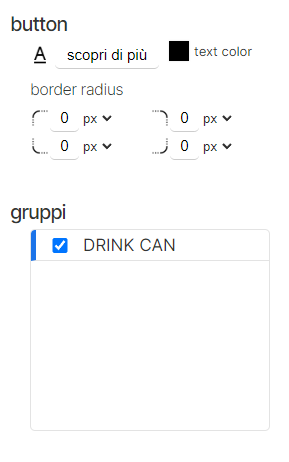 button
A scopri di più text color
border radius
0 px 0 px
0 px 0 px
gruppi
DRINK CAN